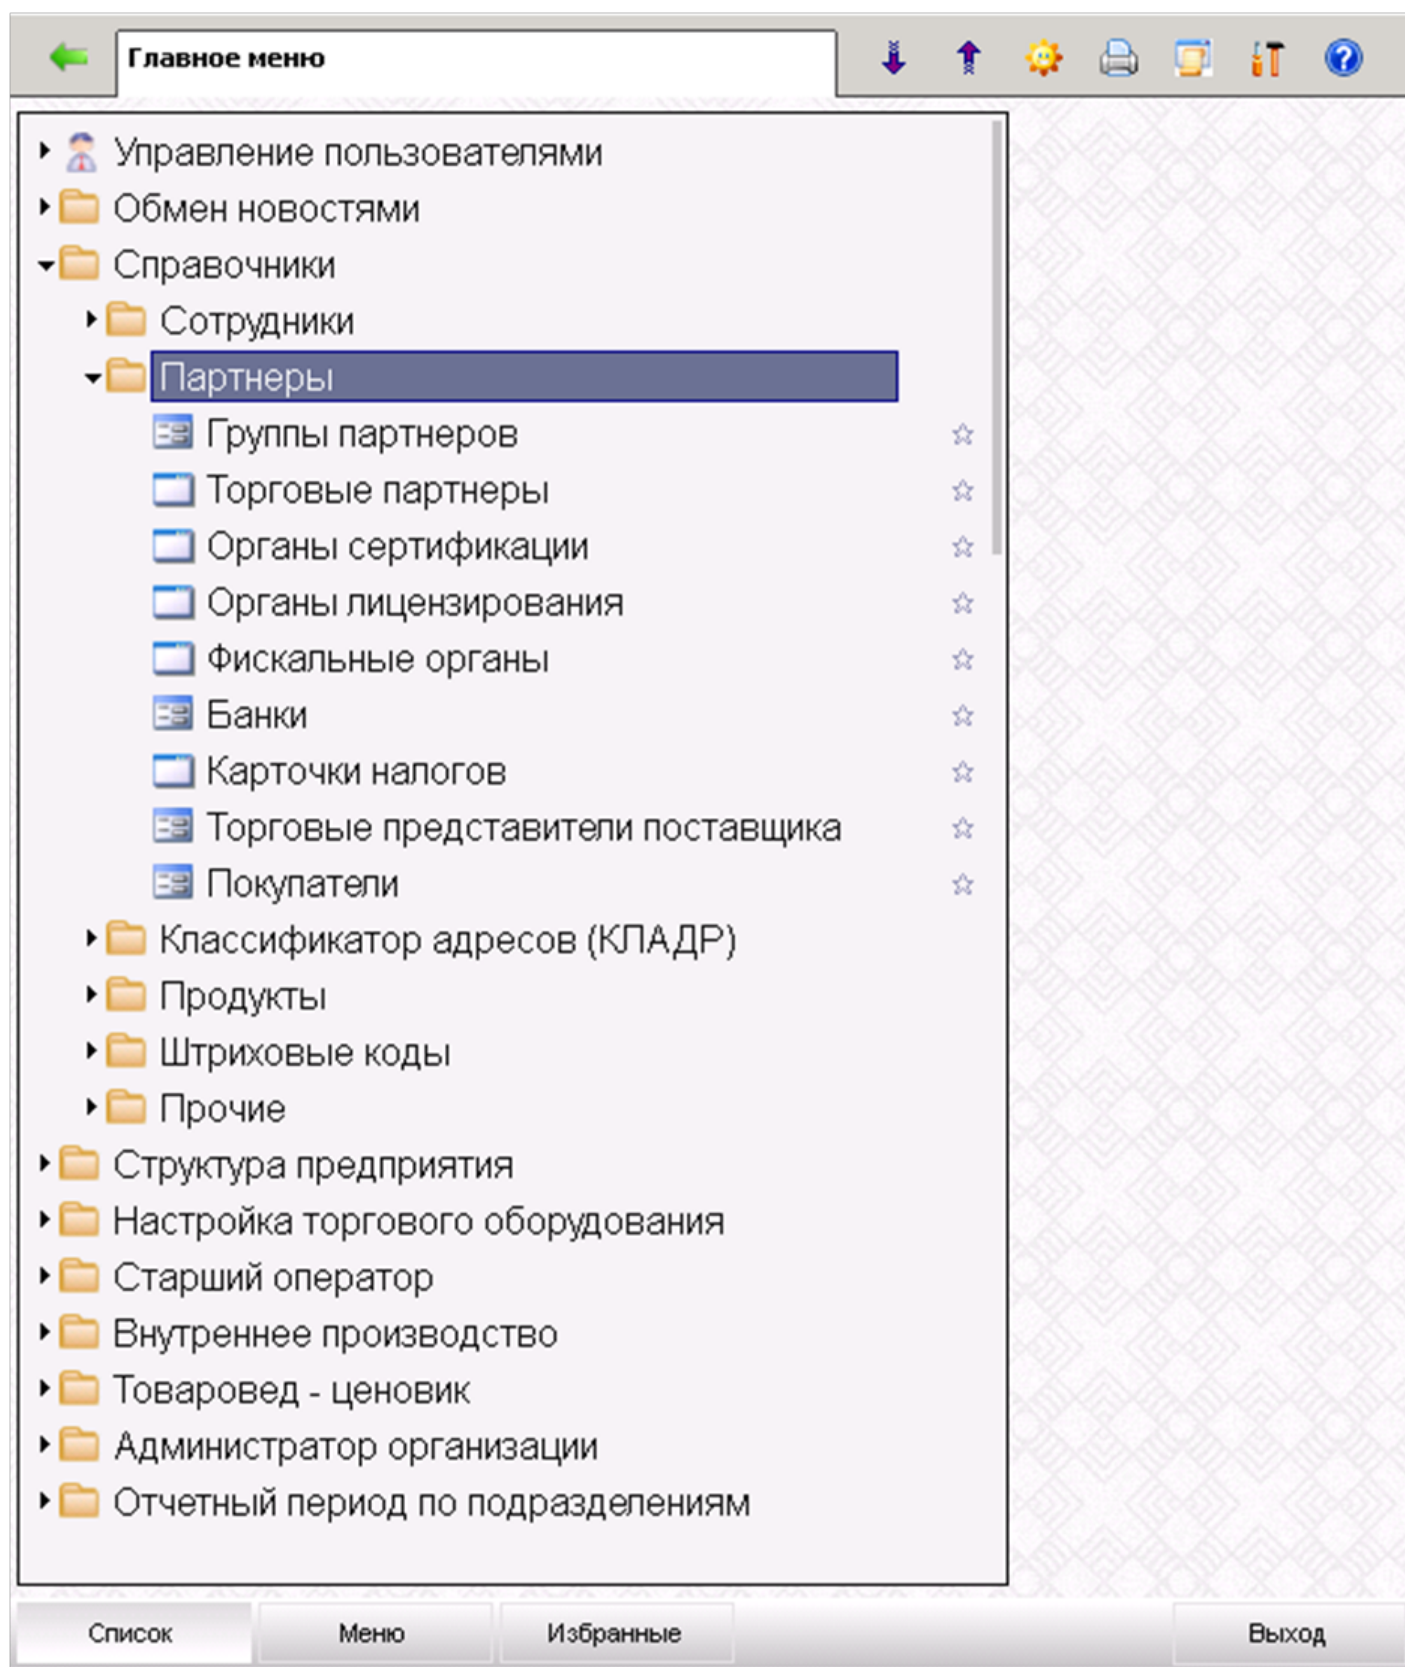 Главное меню
Управление пользователями
Обмен новостями
Справочники
Сотрудники
Партнеры
Группы партнеров
Торговые партнеры
Органы сертификации
Органы лицензирования
Фискальные органы
Банки
Карточки налогов
Торговые представители поставщика
Покупатели
Классификатор адресов (КЛАДР)
Продукты
Штриховые коды
Прочие
Структура предприятия
Настройка торгового оборудования
Старший оператор
Внутреннее производство
Товаровед - ценовик
Администратор организации
Отчетный период по подразделениям
Список Меню Избранные Выход